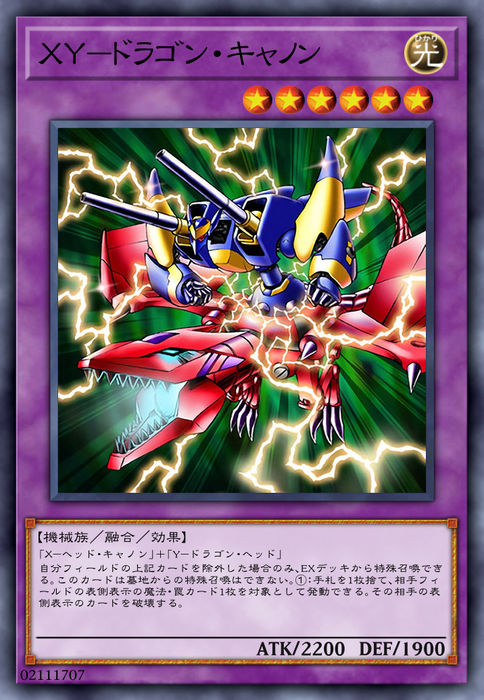 XY－ドラゴン・キャノン
ひかり
光
【機械族／融合／効果】
「X－ヘッド・キャノン」＋「Y－ドラゴン・ヘッド」
自分フィールドの上記カードを除外した場合のみ、EXデッキから特殊召喚でき
る。このカードは墓地からの特殊召喚はできない。①：手札を1枚捨て、相手フィ
ールドの表側表示の魔法・罠カード1枚を対象として発動できる。その相手の表
側表示のカードを破壊する。
ATK/2200 DEF/1900
02111707